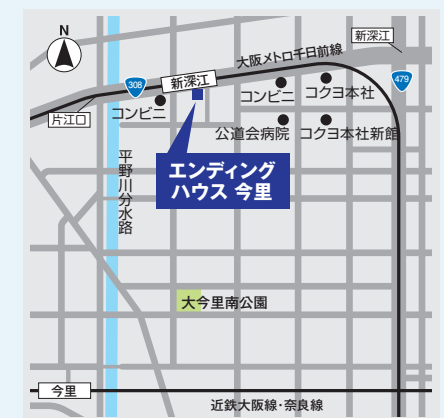 N
新深江
大阪メトロ千日前線
308
新深江
479
片江口
コンビニ
コンビニ
コクヨ本社
公道会病院
コクヨ本社新館
エンディング
ハウス 今里
平野川分水路
大今里南公園
今里
近鉄大阪線・奈良線